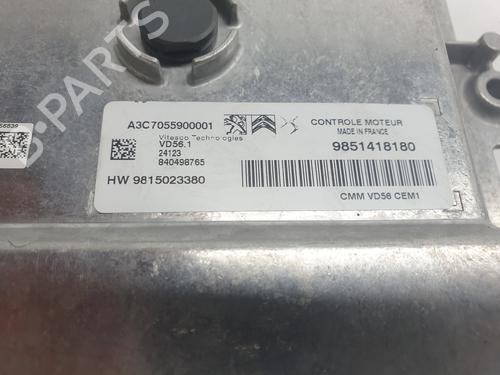 B-PARTS
A3C7055900001
Vitesco Technologies
VD56.1
24123
840498765
HW 9815023380
CONTROLE MOTEUR
MADE IN FRANCE
9851418180
CMM VD56 CEM1